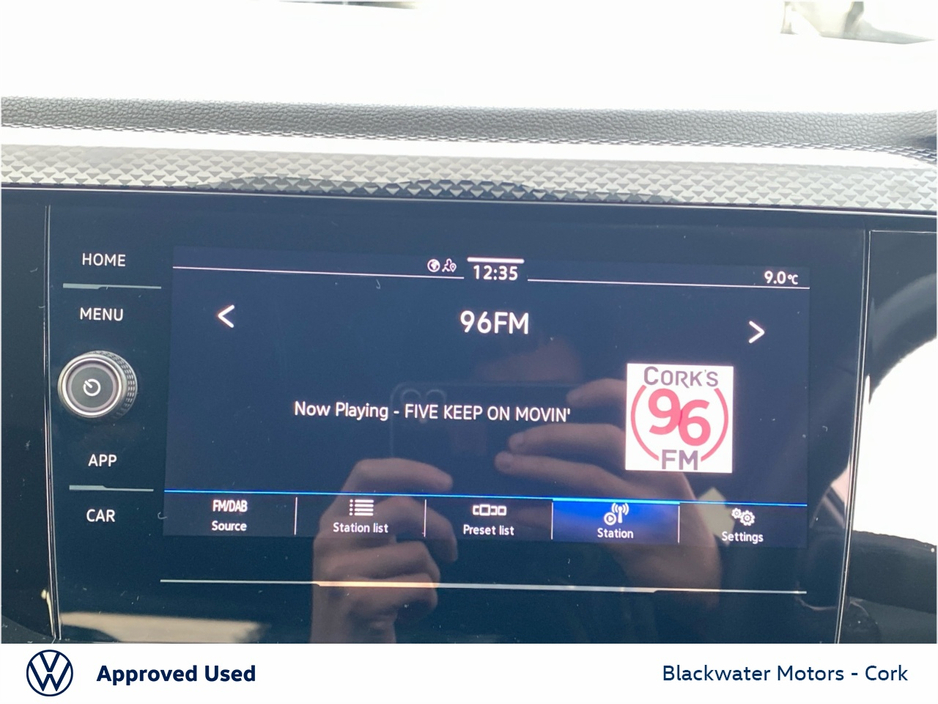 HOME
MENU
APP
CAR
12:35
9.0°C
96FM
Now Playing - FIVE KEEP ON MOVIN'
CORK'S
96
FM
FM/DAB
Source
Station list
Preset list
Station
Settings
Approved Used
Blackwater Motors - Cork